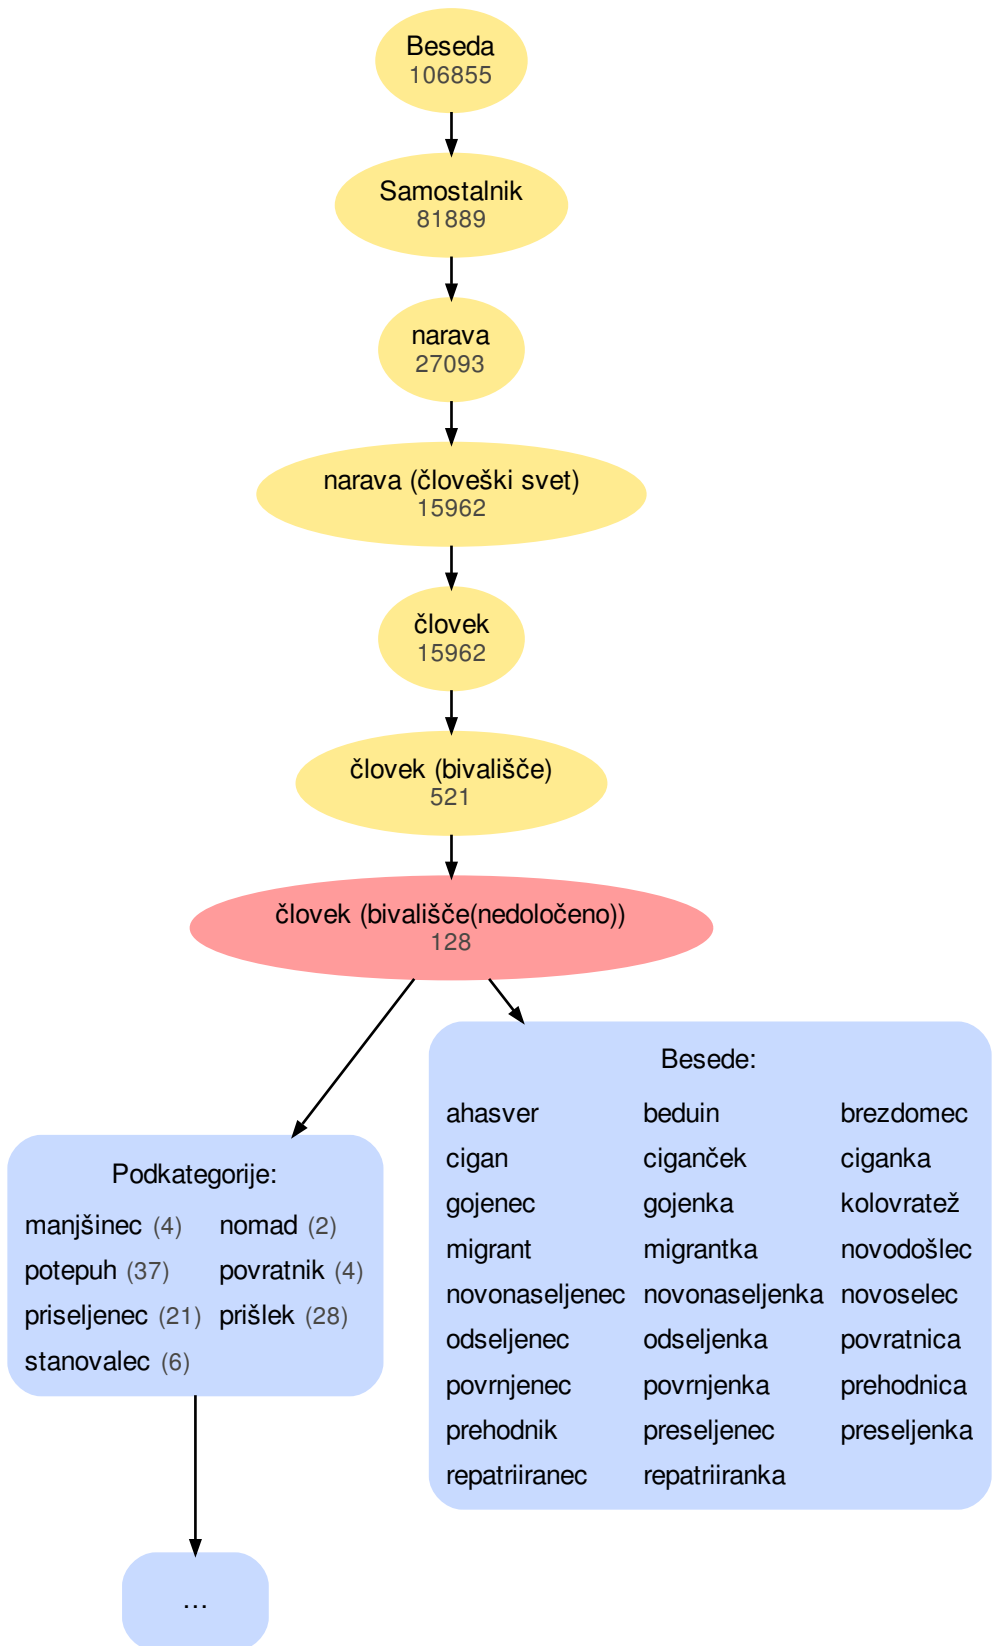 Beseda
106855
Samostalnik
81889
narava
27093
narava (človeški svet)
15962
človek
15962
človek (bivališče)
521
človek (bivališče(nedoločeno))
128
Podkategorije:
manjšinec (4) nomad (2)
potepuh (37) povratnik (4)
priseljenec (21) prišlek (28)
stanovalec (6)
...
Besede:
ahasver beduin brezdomec
cigan ciganček ciganka
gojenec gojenka kolovratež
migrant migrantka novodošlec
novonaseljenec novonaseljenka novoselec
odseljenec odseljenka povratnica
povrnjenec povrnjenka prehodnica
prehodnik preseljenec preseljenka
repatriiranec repatriiranka